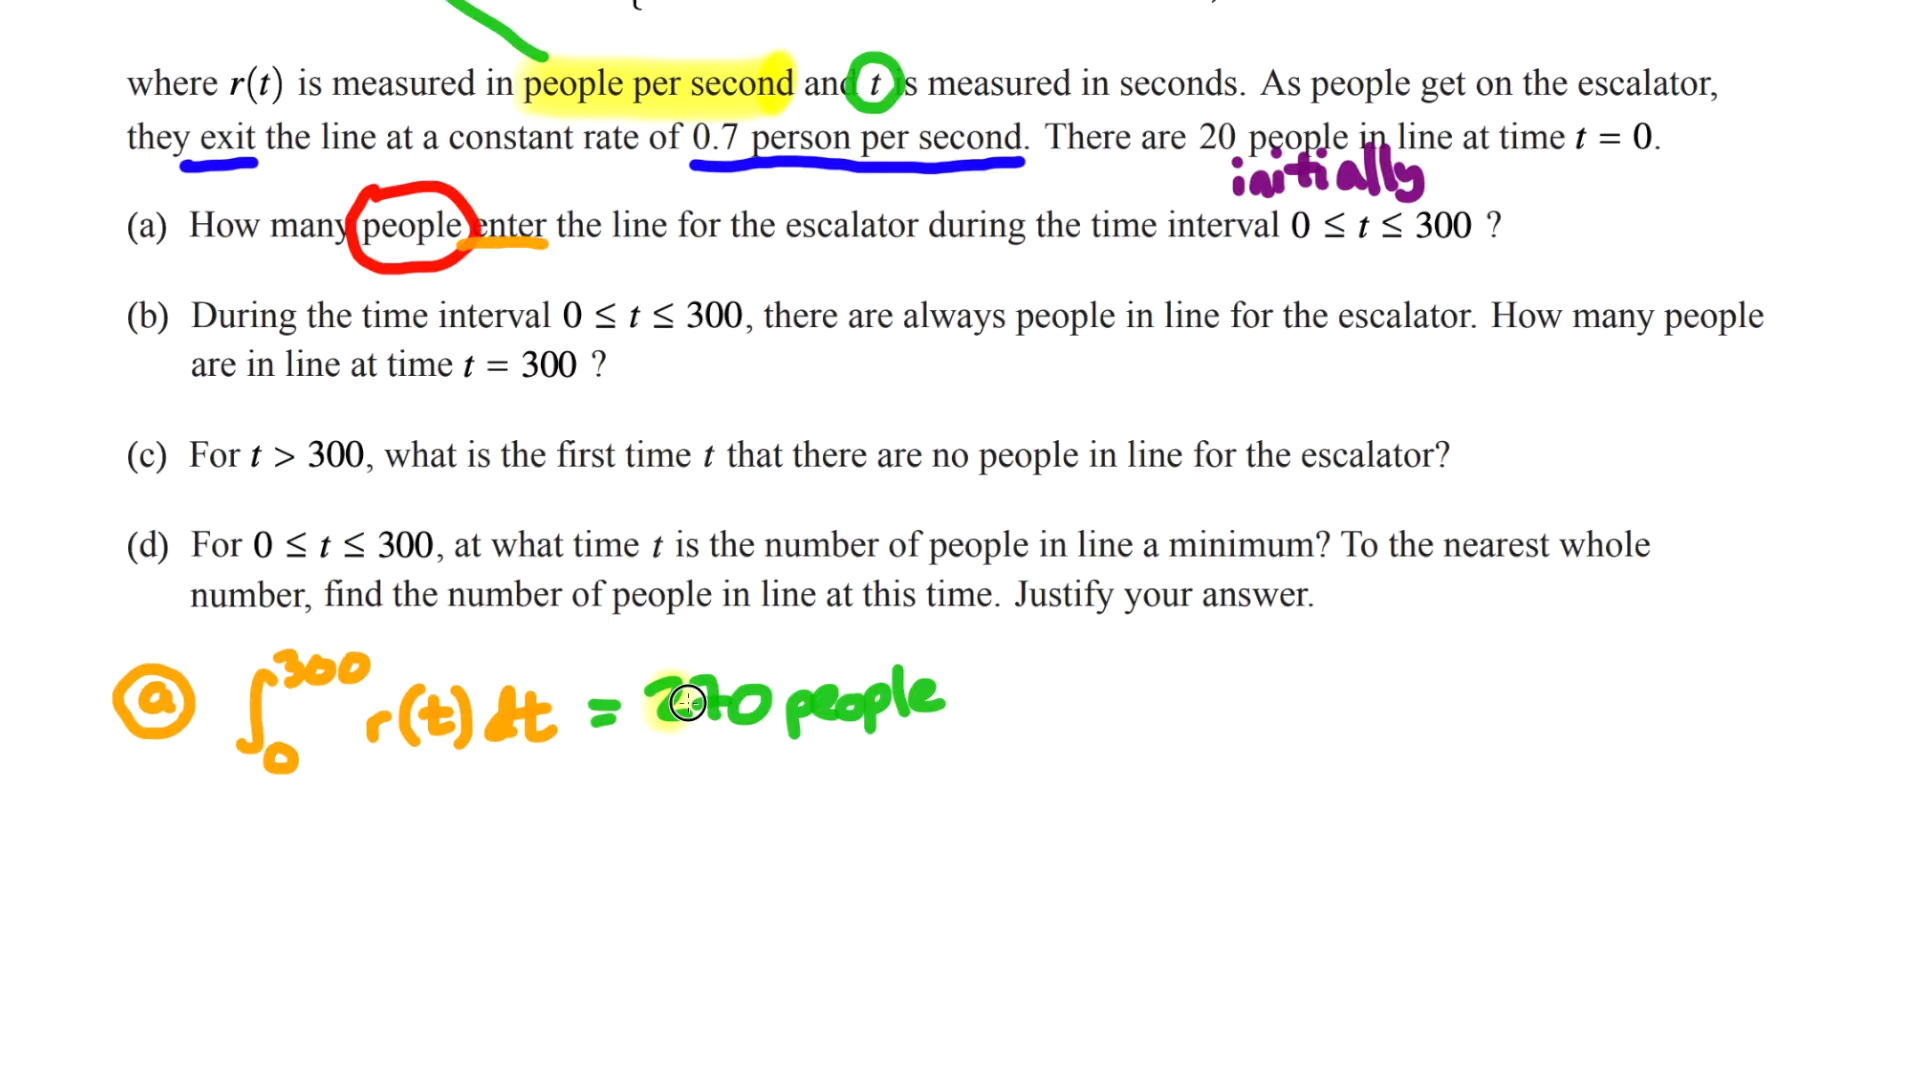 where r(t) is measured in people per second and t is measured in seconds. As people get on the escalator,
they exit the line at a constant rate of 0.7 person per second. There are 20 people in line at time t = 0.
initially
(a) How many people enter the line for the escalator during the time interval 0 ≤ t ≤ 300 ?
(b) During the time interval 0 ≤ t ≤ 300, there are always people in line for the escalator. How many people
are in line at time t = 300 ?
(c) For t > 300, what is the first time t that there are no people in line for the escalator?
(d) For 0 ≤ t ≤ 300, at what time t is the number of people in line a minimum? To the nearest whole
number, find the number of people in line at this time. Justify your answer.
ⓐ ∫₀³⁰⁰ r(t) dt = 270 people